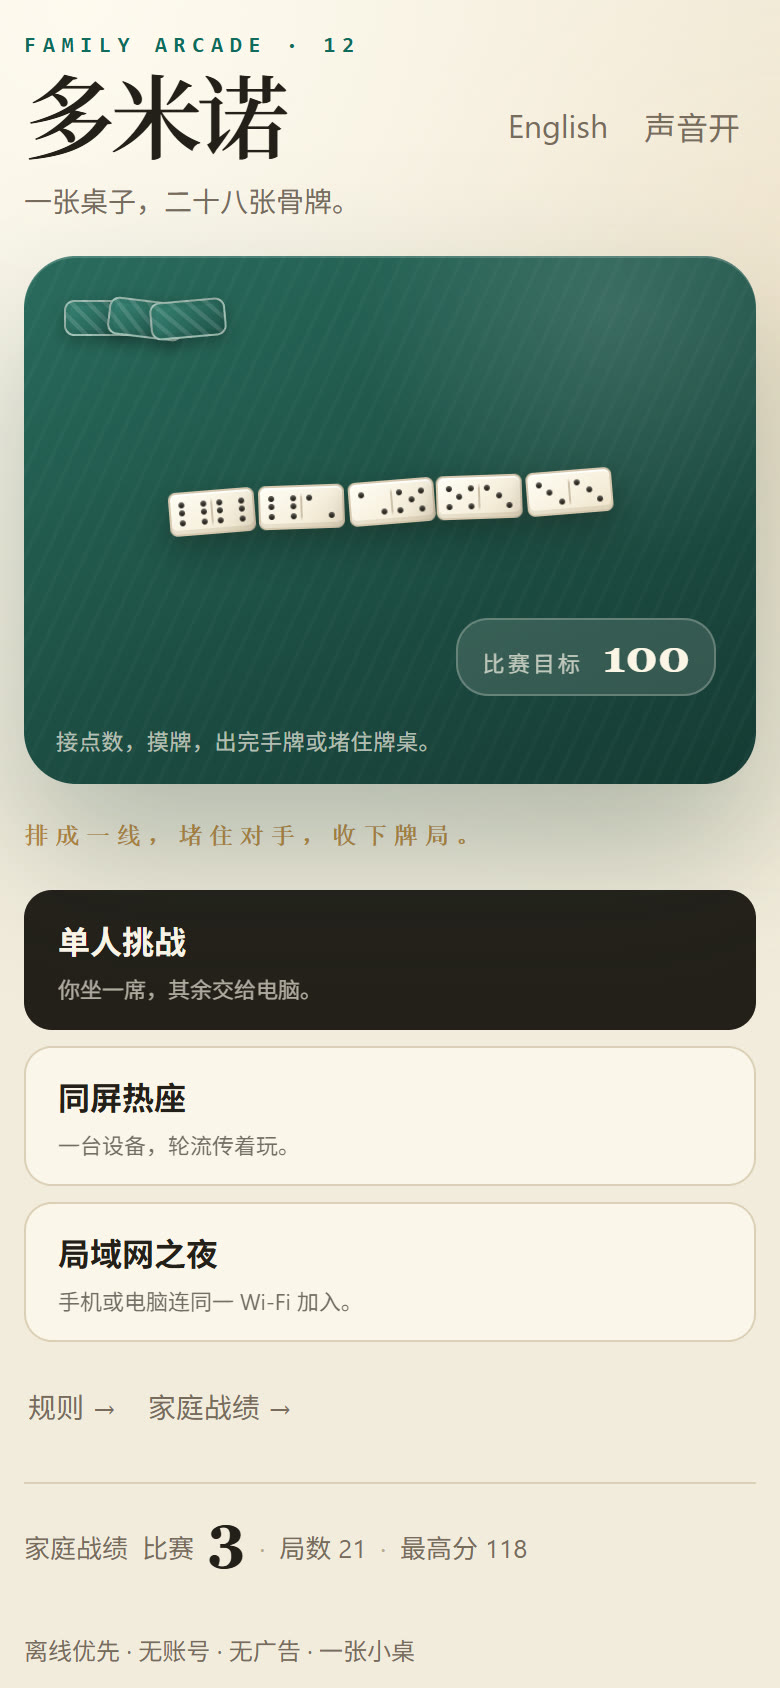 FAMILY ARCADE · 12
多米诺
English 声音开
一张桌子，二十八张骨牌。
比赛目标 100
接点数，摸牌，出完手牌或堵住牌桌。
排成一线，堵住对手，收下牌局。
单人挑战
你坐一席，其余交给电脑。
同屏热座
一台设备，轮流传着玩。
局域网之夜
手机或电脑连同一 Wi-Fi 加入。
规则 → 家庭战绩 →
家庭战绩 比赛 3 · 局数 21 · 最高分 118
离线优先 · 无账号 · 无广告 · 一张小桌